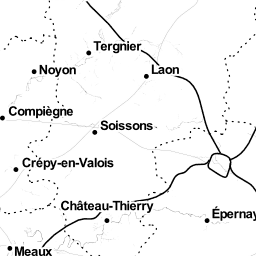 Tergnier
Noyon
Laon
Compiègne
Soissons
Crépy-en-Valois
Château-Thierry
Épernay
Meaux